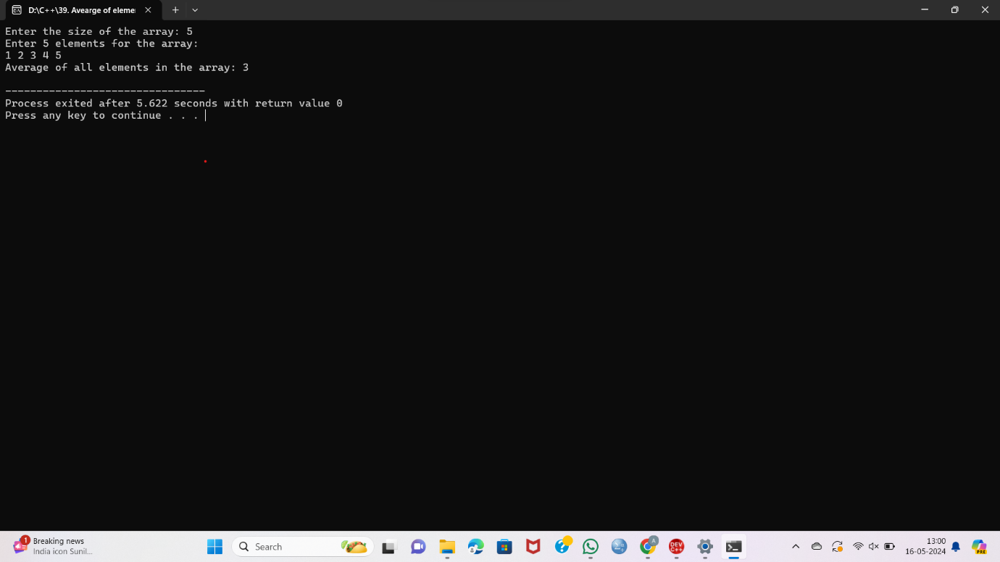 D:\C++\39. Avearge of elemer
Enter the size of the array: 5
Enter 5 elements for the array:
1 2 3 4 5
Average of all elements in the array: 3
--------------------------------
Process exited after 5.622 seconds with return value 0
Press any key to continue . . .
1
Breaking news
India icon Sunil...
Search
A
DEV
C++
PRE
13:00
16-05-2024